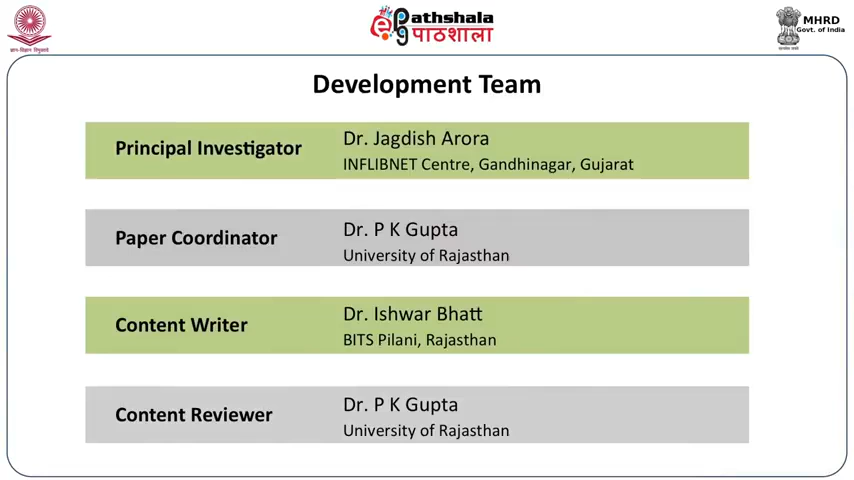 ज्ञान-विज्ञान विमुक्तये
ePathshala
पाठशाला
MHRD
Govt. of India
Development Team
Principal Investigator
Dr. Jagdish Arora
INFLIBNET Centre, Gandhinagar, Gujarat
Paper Coordinator
Dr. P K Gupta
University of Rajasthan
Content Writer
Dr. Ishwar Bhatt
BITS Pilani, Rajasthan
Content Reviewer
Dr. P K Gupta
University of Rajasthan